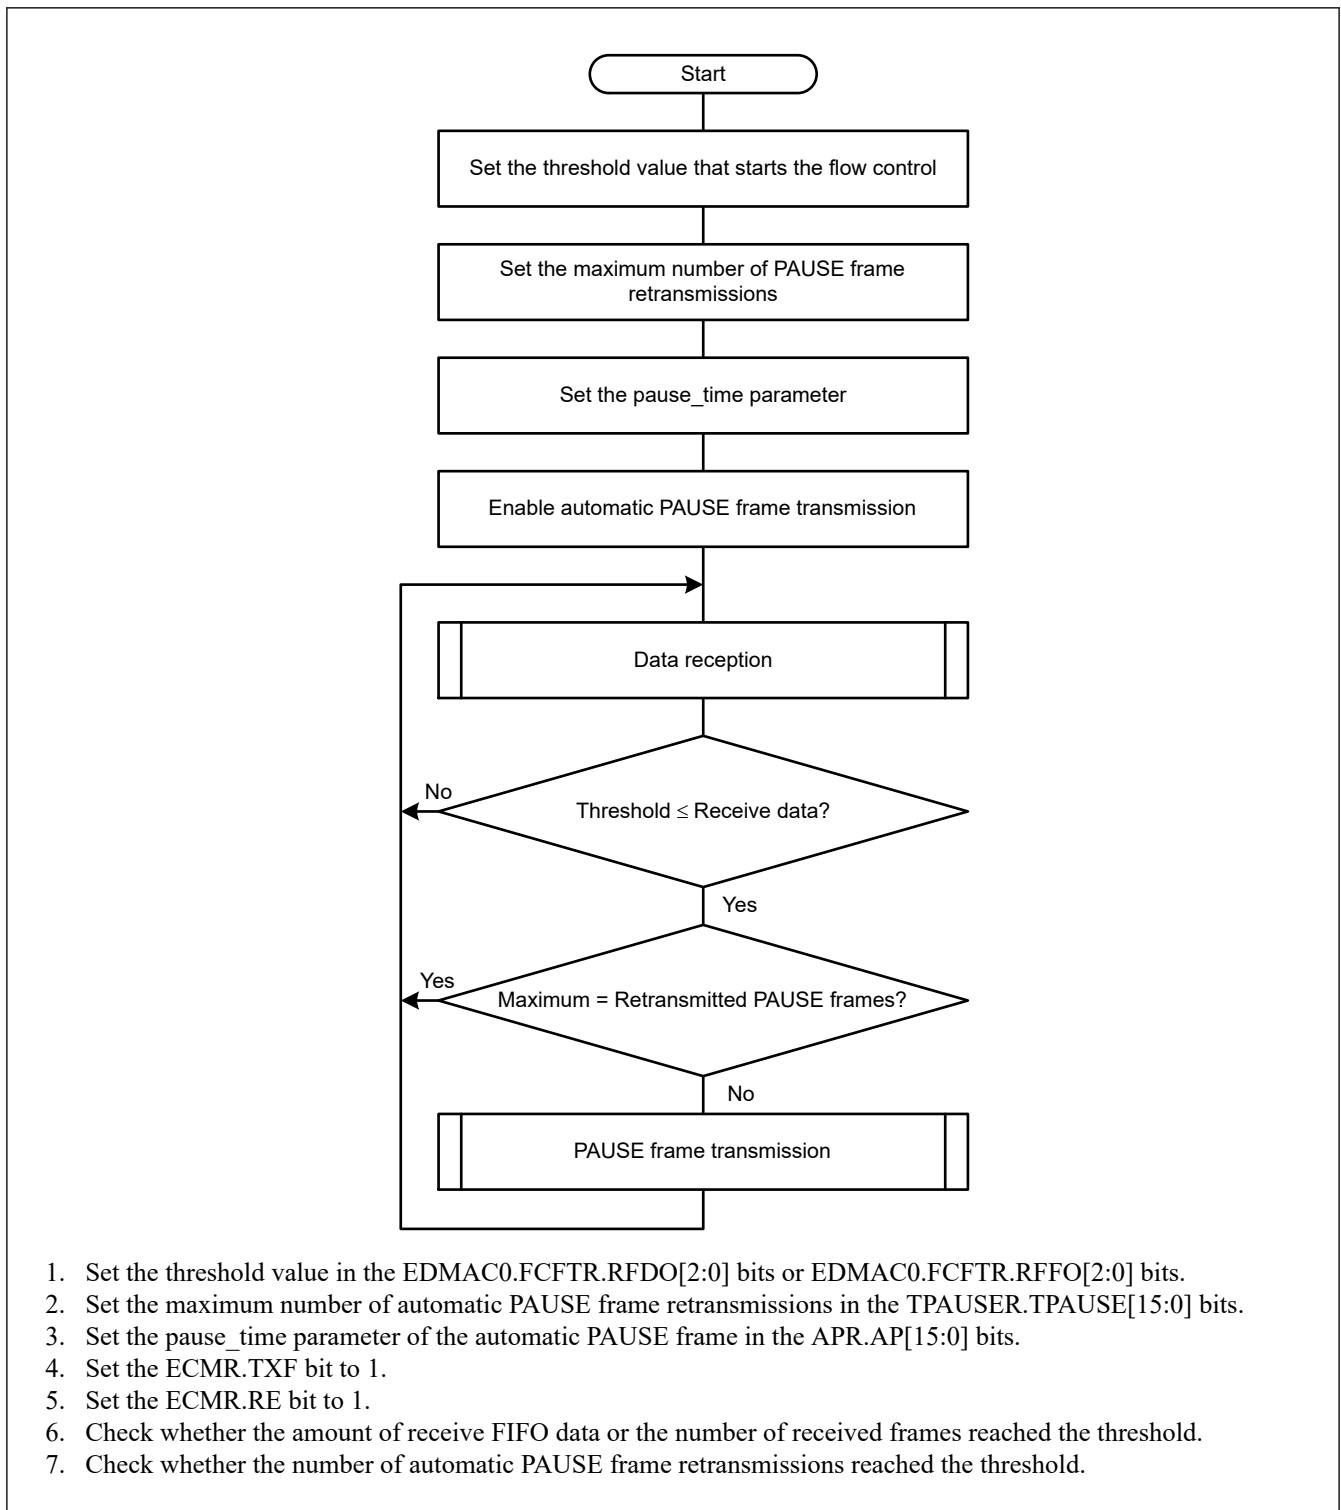 Start
Set the threshold value that starts the flow control
Set the maximum number of PAUSE frame
retransmissions
Set the pause_time parameter
Enable automatic PAUSE frame transmission
Data reception
No
Threshold ≤ Receive data?
Yes
Yes
Maximum = Retransmitted PAUSE frames?
No
PAUSE frame transmission
1. Set the threshold value in the EDMAC0.FCFTR.RFDO[2:0] bits or EDMAC0.FCFTR.RFFO[2:0] bits.
2. Set the maximum number of automatic PAUSE frame retransmissions in the TPAUSER.TPAUSE[15:0] bits.
3. Set the pause_time parameter of the automatic PAUSE frame in the APR.AP[15:0] bits.
4. Set the ECMR.TXF bit to 1.
5. Set the ECMR.RE bit to 1.
6. Check whether the amount of receive FIFO data or the number of received frames reached the threshold.
7. Check whether the number of automatic PAUSE frame retransmissions reached the threshold.